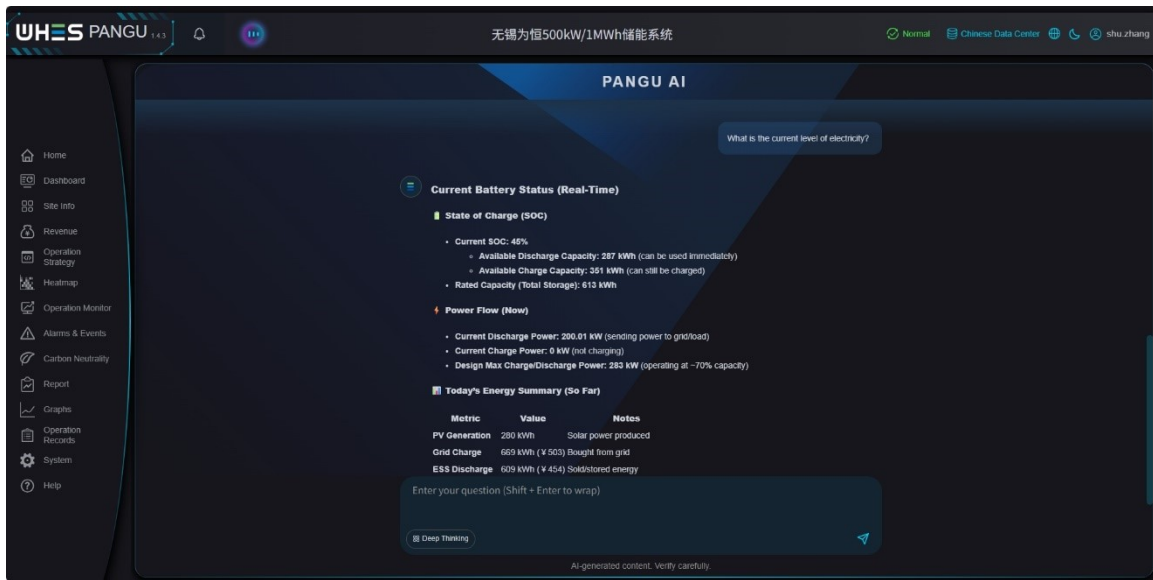 WHES PANGU 1.4.3
无锡为恒500kW/1MWh储能系统
Normal
Chinese Data Center
shu.zhang
Home
Dashboard
Site Info
Revenue
Operation
Strategy
Heatmap
Operation Monitor
Alarms & Events
Carbon Neutrality
Report
Graphs
Operation
Records
System
Help
PANGU AI
What is the current level of electricity?
Current Battery Status (Real-Time)
State of Charge (SOC)
• Current SOC: 45%
◦ Available Discharge Capacity: 287 kWh (can be used immediately)
◦ Available Charge Capacity: 351 kWh (can still be charged)
• Rated Capacity (Total Storage): 613 kWh
Power Flow (Now)
• Current Discharge Power: 200.01 kW (sending power to grid/load)
• Current Charge Power: 0 kW (not charging)
• Design Max Charge/Discharge Power: 283 kW (operating at ~70% capacity)
Today's Energy Summary (So Far)
Metric Value Notes
PV Generation 280 kWh Solar power produced
Grid Charge 669 kWh (¥503) Bought from grid
ESS Discharge 609 kWh (¥454) Sold/stored energy
Enter your question (Shift + Enter to wrap)
Deep Thinking
AI-generated content. Verify carefully.